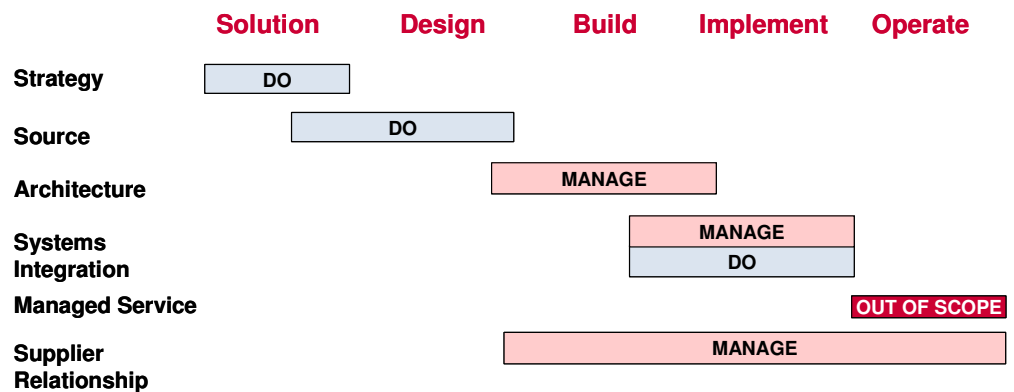 Solution Design Build Implement Operate
Strategy DO
Source DO
Architecture MANAGE
Systems MANAGE
Integration DO
Managed Service OUT OF SCOPE
Supplier MANAGE
Relationship